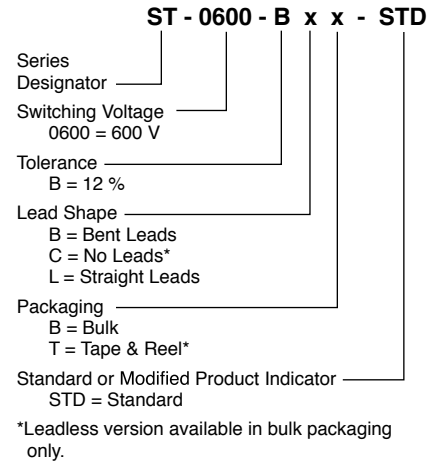 ST - 0600 - B x x - STD
Series
Designator
Switching Voltage
0600 = 600 V
Tolerance
B = 12 %
Lead Shape
B = Bent Leads
C = No Leads*
L = Straight Leads
Packaging
B = Bulk
T = Tape & Reel*
Standard or Modified Product Indicator
STD = Standard
*Leadless version available in bulk packaging
only.